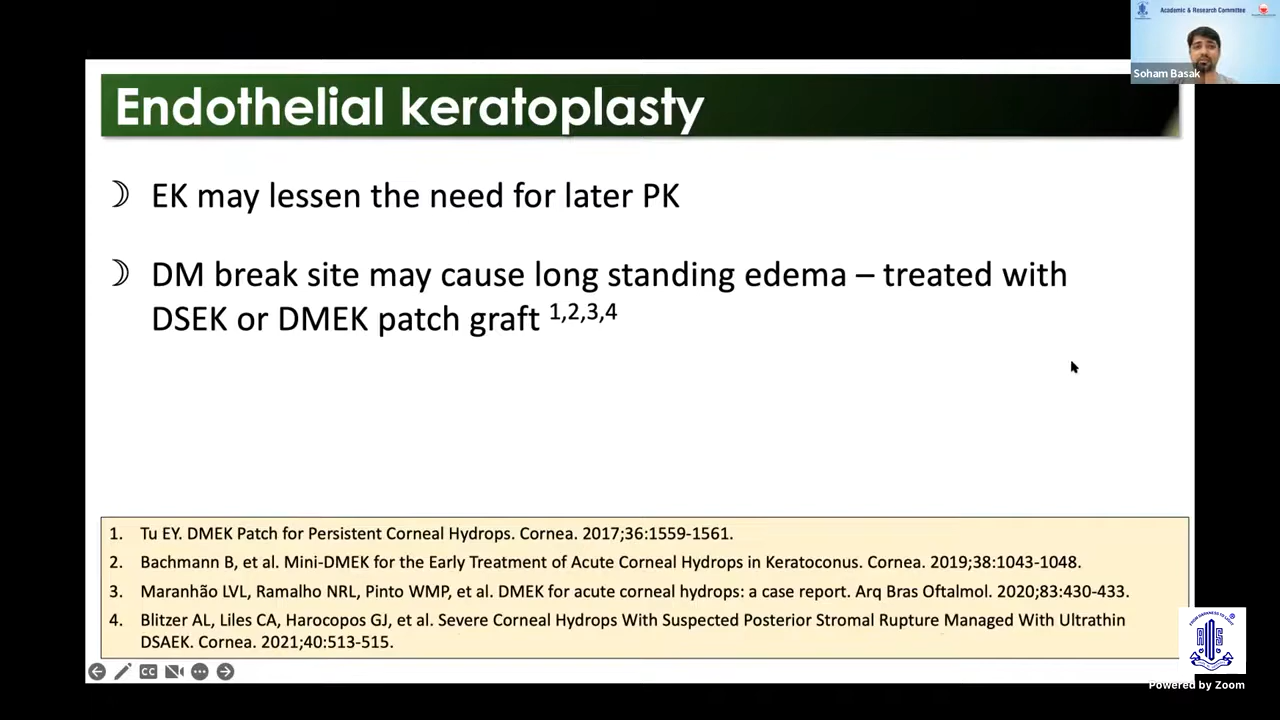 Academic & Research Committee
Soham Basak
Endothelial keratoplasty
EK may lessen the need for later PK
DM break site may cause long standing edema – treated with
DSEK or DMEK patch graft 1,2,3,4
1. Tu EY. DMEK Patch for Persistent Corneal Hydrops. Cornea. 2017;36:1559-1561.
2. Bachmann B, et al. Mini-DMEK for the Early Treatment of Acute Corneal Hydrops in Keratoconus. Cornea. 2019;38:1043-1048.
3. Maranhão LVL, Ramalho NRL, Pinto WMP, et al. DMEK for acute corneal hydrops: a case report. Arq Bras Oftalmol. 2020;83:430-433.
4. Blitzer AL, Liles CA, Harocopos GJ, et al. Severe Corneal Hydrops With Suspected Posterior Stromal Rupture Managed With Ultrathin
DSAEK. Cornea. 2021;40:513-515.
CC
Powered by Zoom